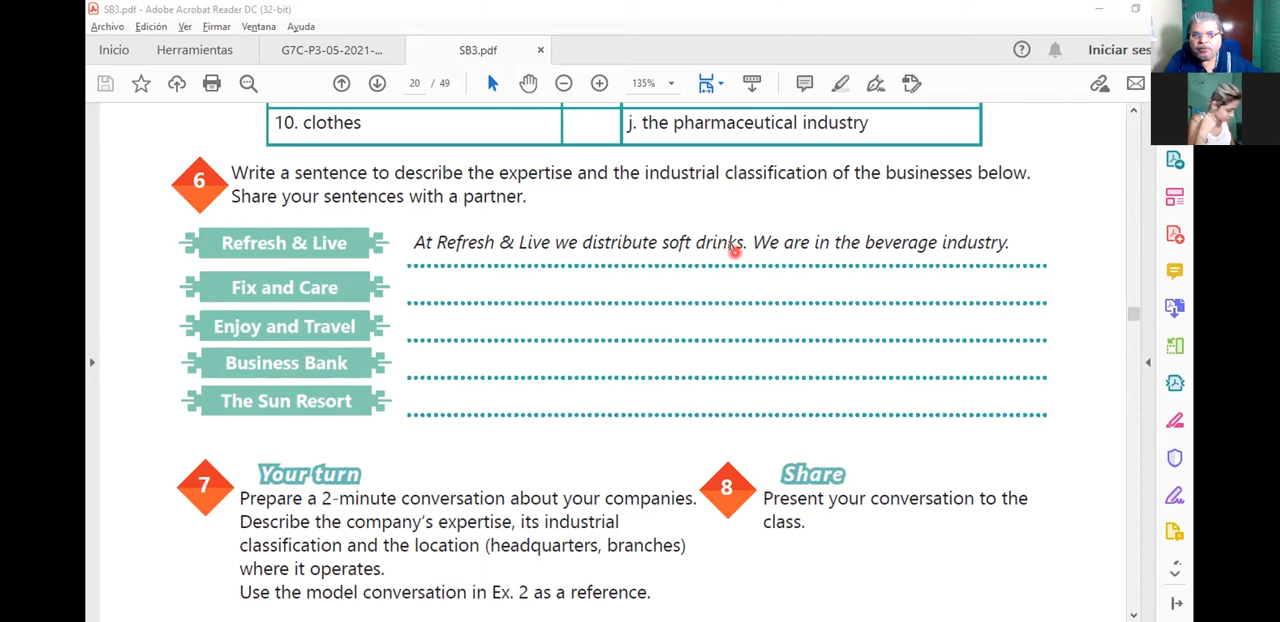 SB3.pdf - Adobe Acrobat Reader DC (32-bit)
Archivo Edición Ver Firmar Ventana Ayuda
Inicio Herramientas G7C-P3-05-2021-... SB3.pdf × Iniciar ses
20 / 49 135%
10. clothes j. the pharmaceutical industry
6 Write a sentence to describe the expertise and the industrial classification of the businesses below.
Share your sentences with a partner.
Refresh & Live At Refresh & Live we distribute soft drinks. We are in the beverage industry.
Fix and Care
Enjoy and Travel
Business Bank
The Sun Resort
7 Your turn
Prepare a 2-minute conversation about your companies.
Describe the company's expertise, its industrial
classification and the location (headquarters, branches)
where it operates.
Use the model conversation in Ex. 2 as a reference.
8 Share
Present your conversation to the
class.